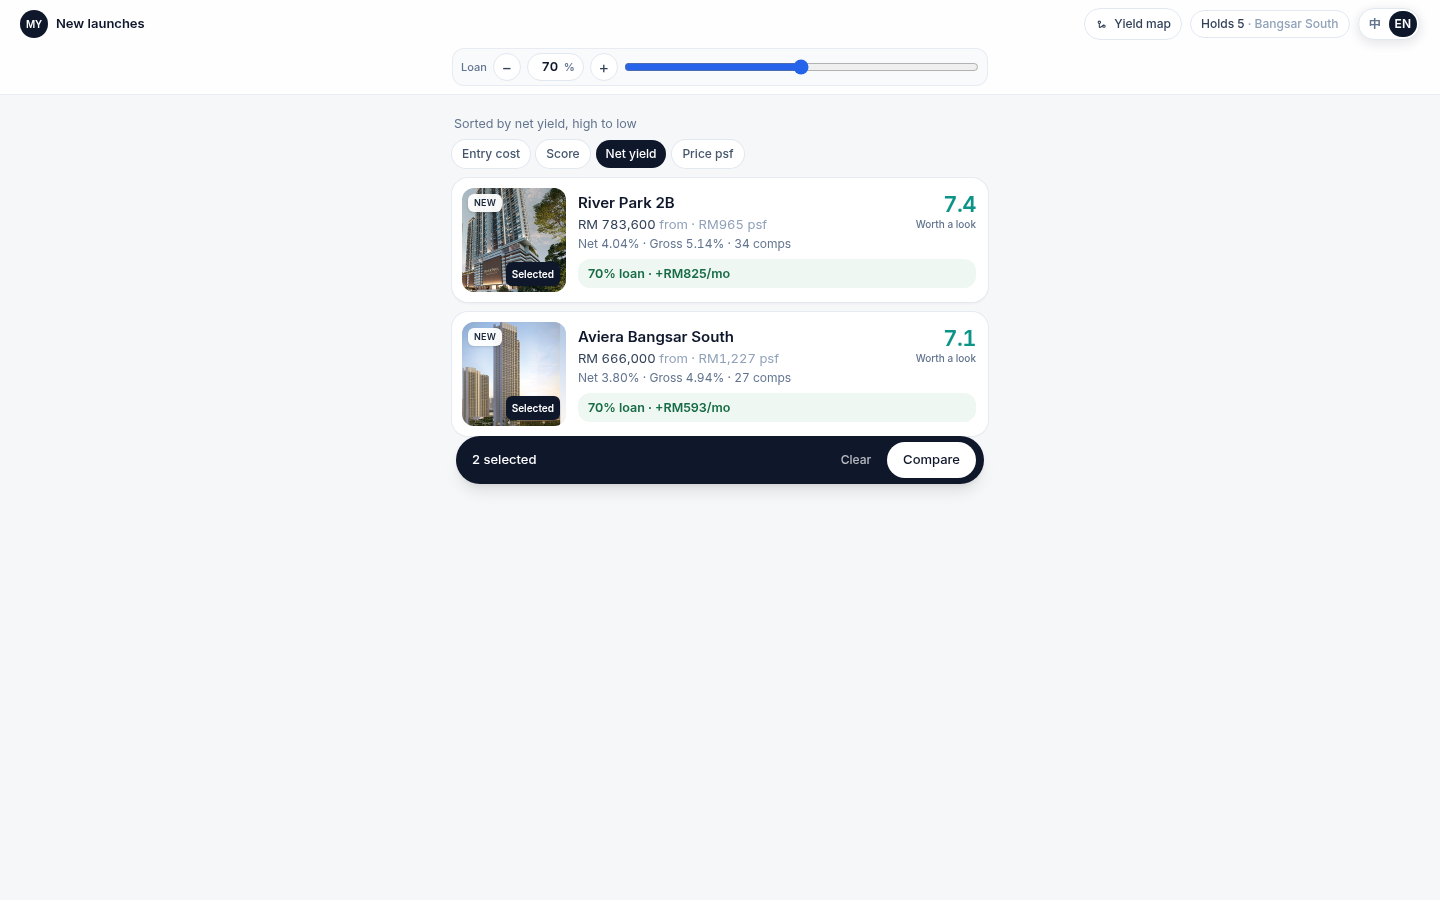 MY New launches
Yield map
Holds 5 · Bangsar South
中 EN
Loan − 70 % +
Sorted by net yield, high to low
Entry cost Score Net yield Price psf
NEW
Selected
River Park 2B
RM 783,600 from · RM965 psf
Net 4.04% · Gross 5.14% · 34 comps
70% loan · +RM825/mo
7.4
Worth a look
NEW
Selected
Aviera Bangsar South
RM 666,000 from · RM1,227 psf
Net 3.80% · Gross 4.94% · 27 comps
70% loan · +RM593/mo
7.1
Worth a look
2 selected Clear Compare